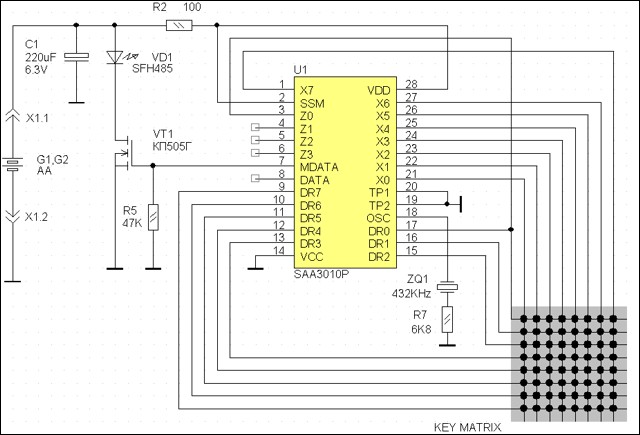 R2 100
C1
220uF
6.3V
VD1
SFH485
X1.1
VT1
КП505Г
G1,G2
AA
R5
47K
X1.2
U1
1 X7 VDD 28
2 SSM X6 27
3 Z0 X5 26
4 Z1 X4 25
5 Z2 X3 24
6 Z3 X2 23
7 MDATA X1 22
8 DATA X0 21
9 DR7 TP1 20
10 DR6 TP2 19
11 DR5 OSC 18
12 DR4 DR0 17
13 DR3 DR1 16
14 VCC DR2 15
SAA3010P
ZQ1
432KHz
R7
6K8
KEY MATRIX